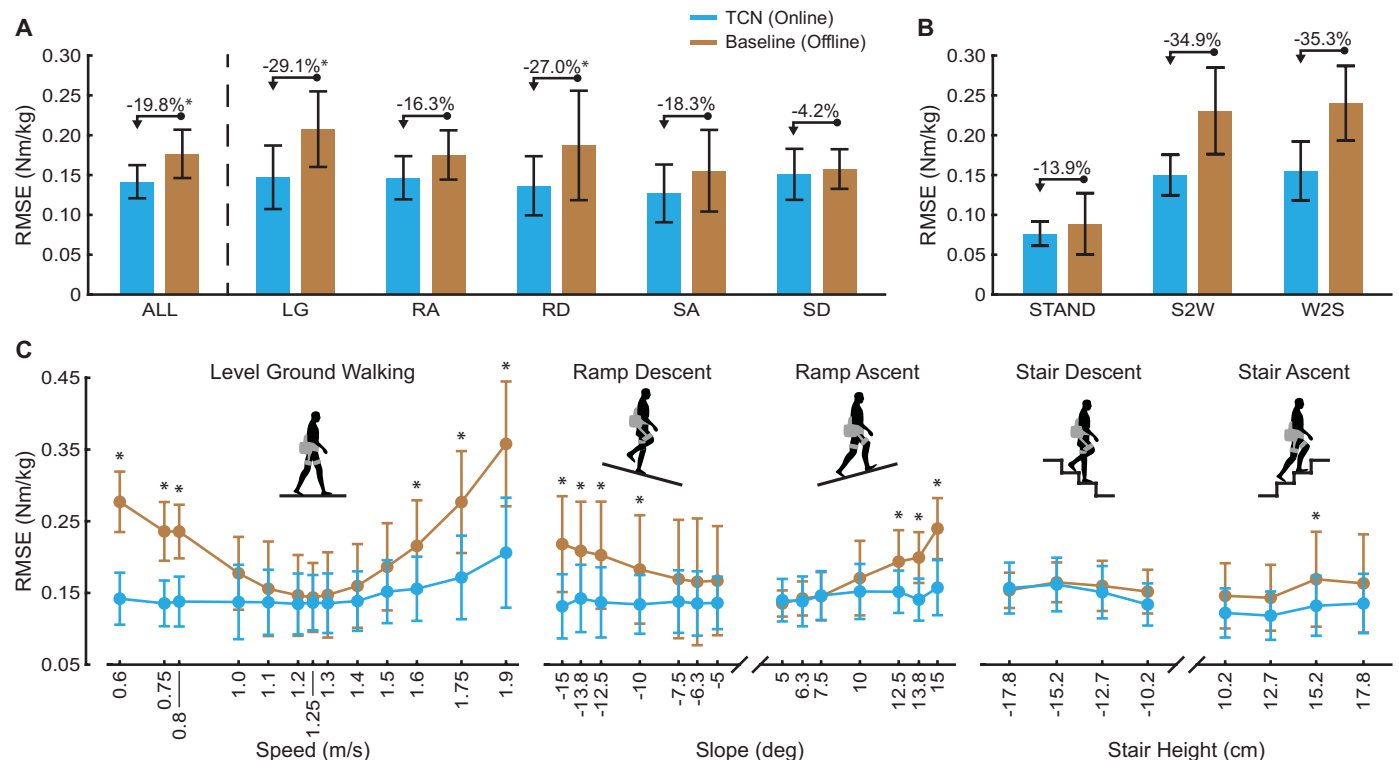 TCN (Online)
Baseline (Offline)
A
RMSE (Nm/kg)
0.30
0.25
0.20
0.15
0.10
0.05
0
-19.8%*
-29.1%*
-16.3%
-27.0%*
-18.3%
-4.2%
ALL LG RA RD SA SD
B
RMSE (Nm/kg)
0.30
0.25
0.20
0.15
0.10
0.05
0
-13.9%
-34.9%
-35.3%
STAND S2W W2S
C
RMSE (Nm/kg)
0.45
0.35
0.25
0.15
0.05
Level Ground Walking
* * * * * *
0.6 0.75 0.8 1.0 1.1 1.2 1.25 1.3 1.4 1.5 1.6 1.75 1.9
Speed (m/s)
Ramp Descent Ramp Ascent
* * * * * * *
-15 -13.8 -12.5 -10 -7.5 -6.3 -5 5 6.3 7.5 10 12.5 13.8 15
Slope (deg)
Stair Descent Stair Ascent
*
-17.8 -15.2 -12.7 -10.2 10.2 12.7 15.2 17.8
Stair Height (cm)